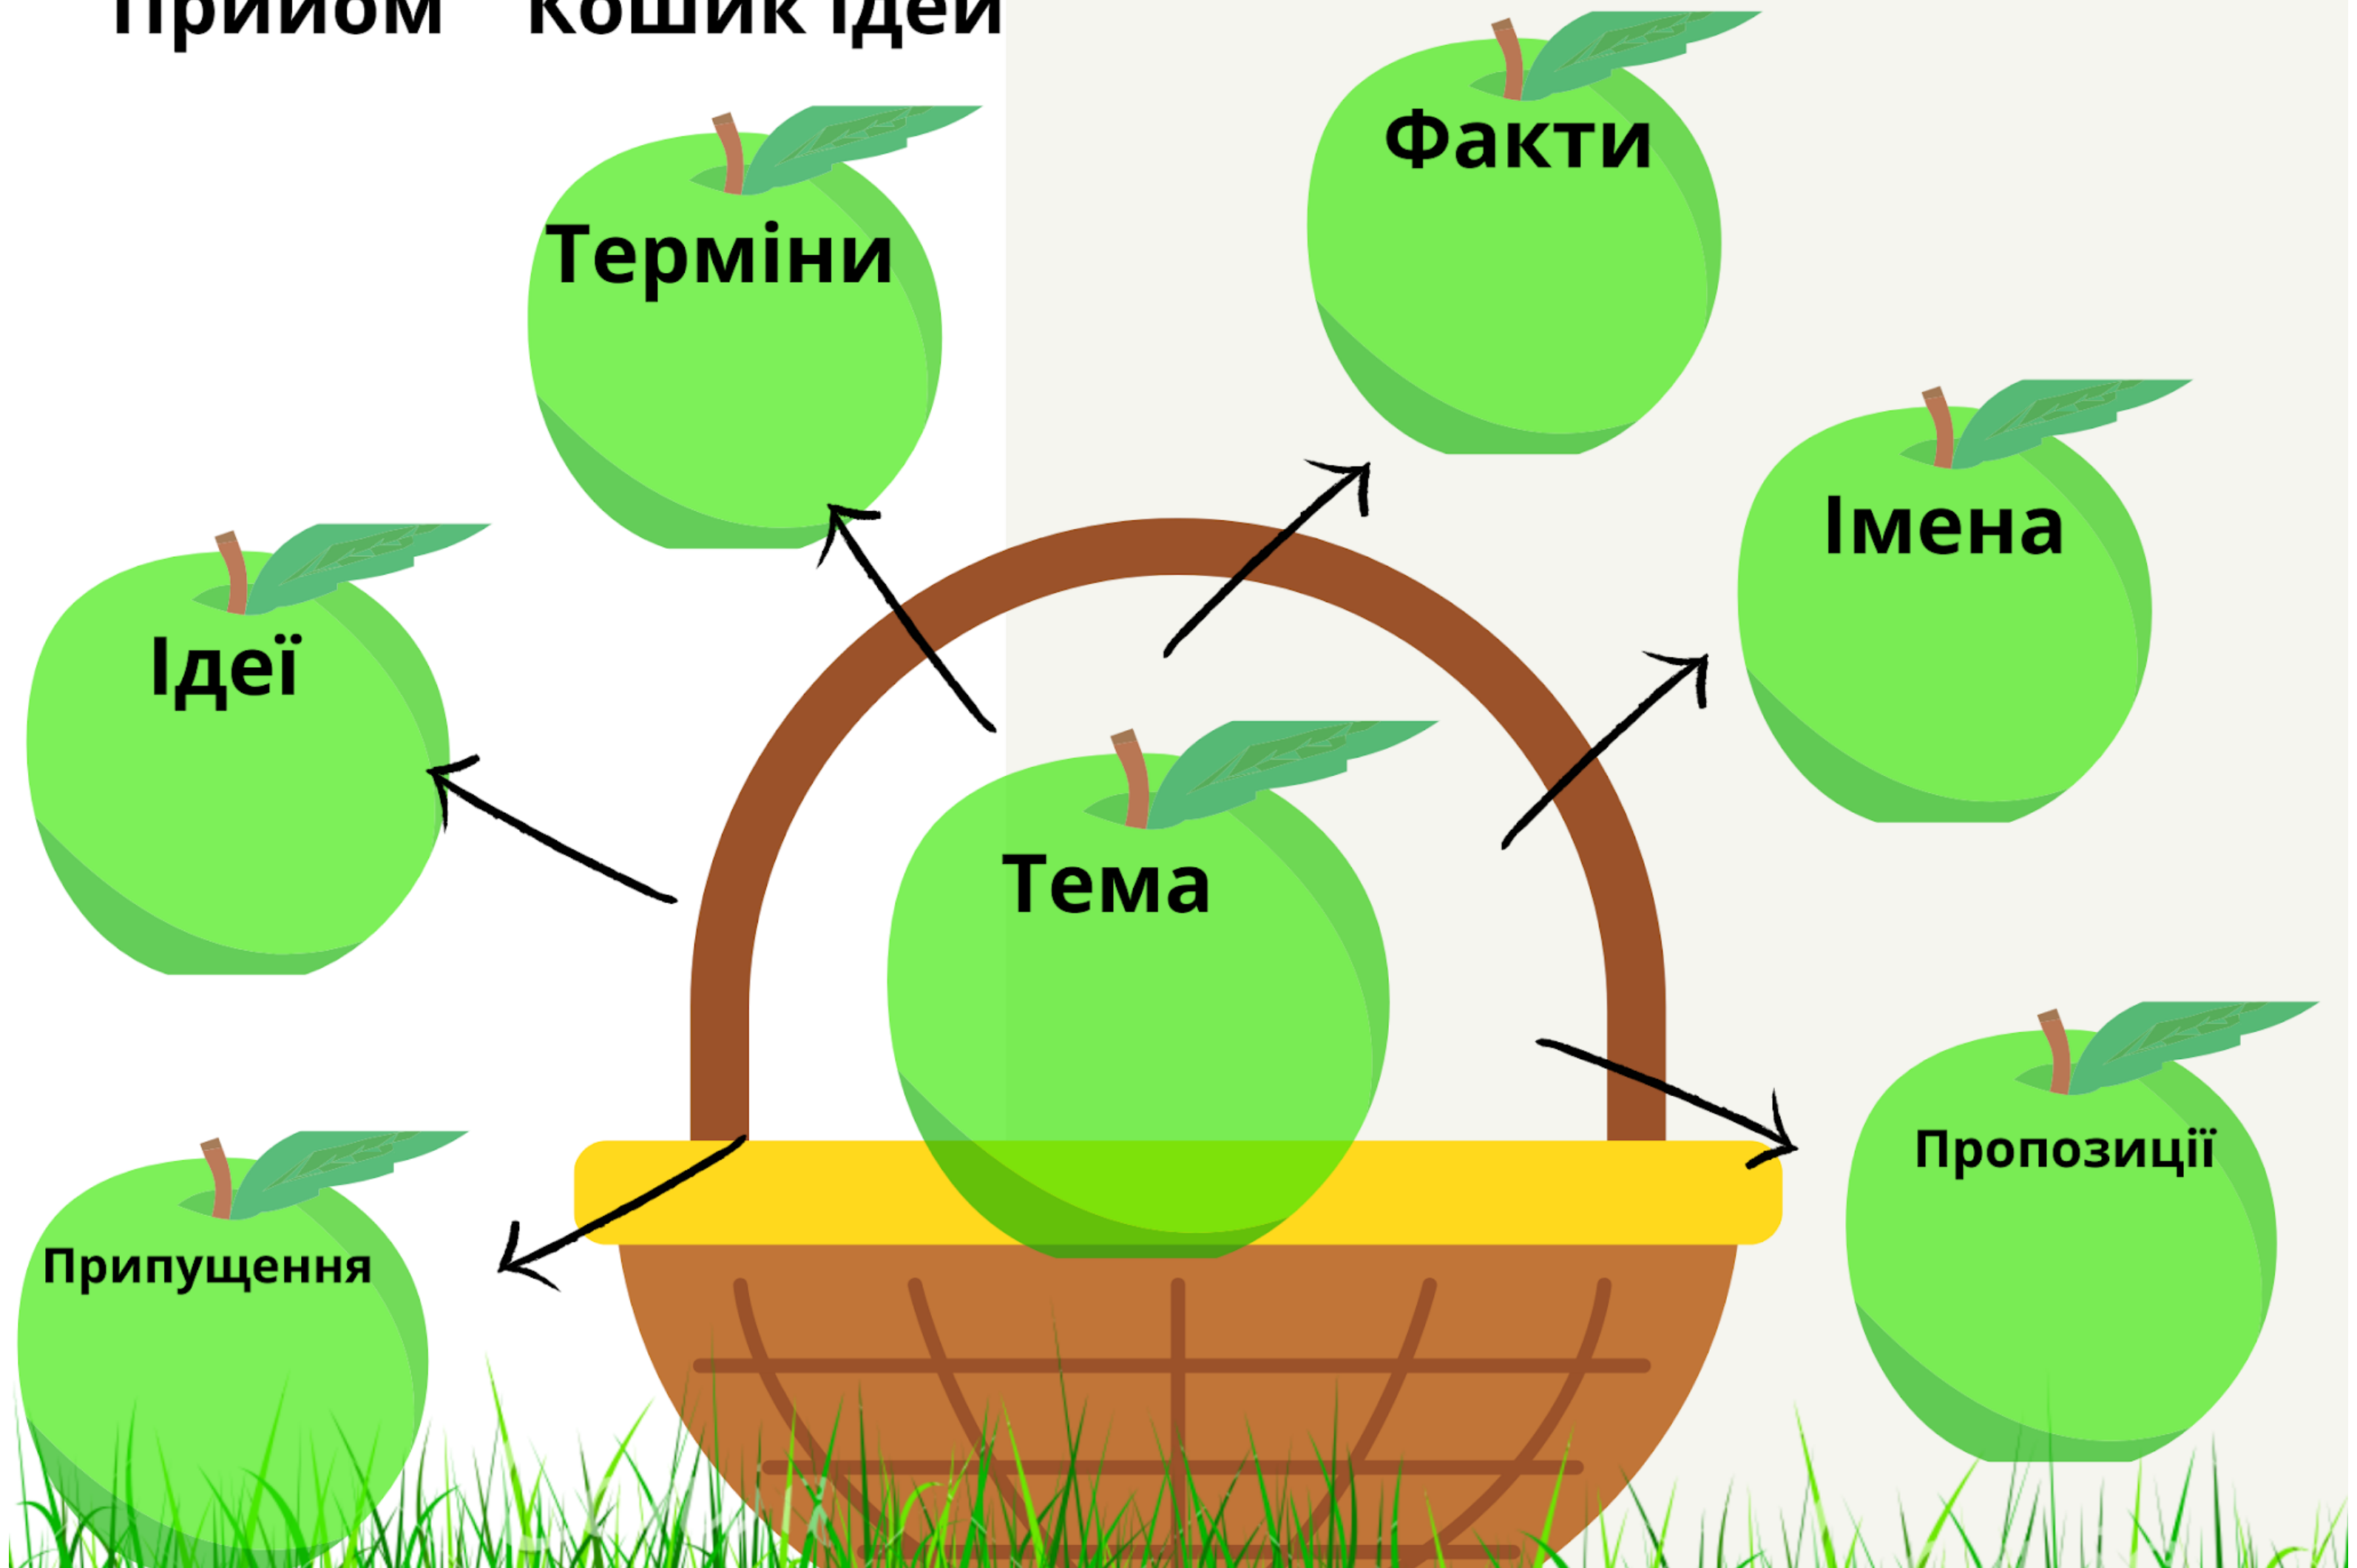 Прийом Кошик ідей
Факти
Терміни
Імена
Ідеї
Тема
Пропозиції
Припущення